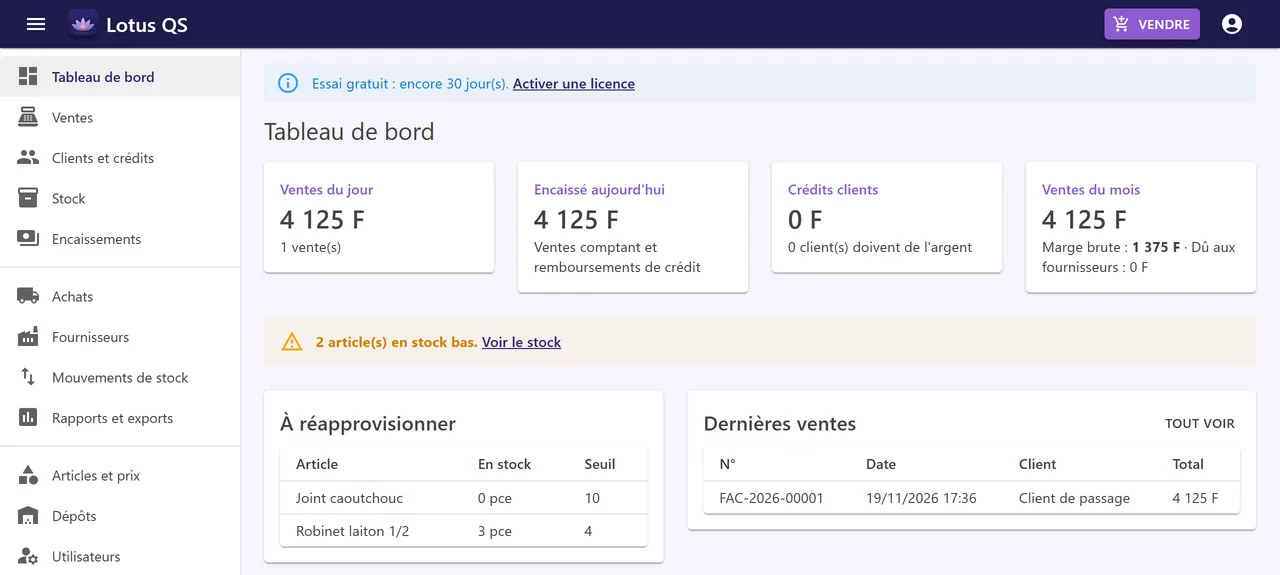 Lotus QS
VENDRE
Tableau de bord
Ventes
Clients et crédits
Stock
Encaissements
Achats
Fournisseurs
Mouvements de stock
Rapports et exports
Articles et prix
Dépôts
Utilisateurs
Essai gratuit : encore 30 jour(s). Activer une licence
Tableau de bord
Ventes du jour
4 125 F
1 vente(s)
Encaissé aujourd'hui
4 125 F
Ventes comptant et
remboursements de crédit
Crédits clients
0 F
0 client(s) doivent de l'argent
Ventes du mois
4 125 F
Marge brute : 1 375 F · Dû aux
fournisseurs : 0 F
2 article(s) en stock bas. Voir le stock
À réapprovisionner
Article En stock Seuil
Joint caoutchouc 0 pce 10
Robinet laiton 1/2 3 pce 4
Dernières ventes TOUT VOIR
N° Date Client Total
FAC-2026-00001 19/11/2026 17:36 Client de passage 4 125 F